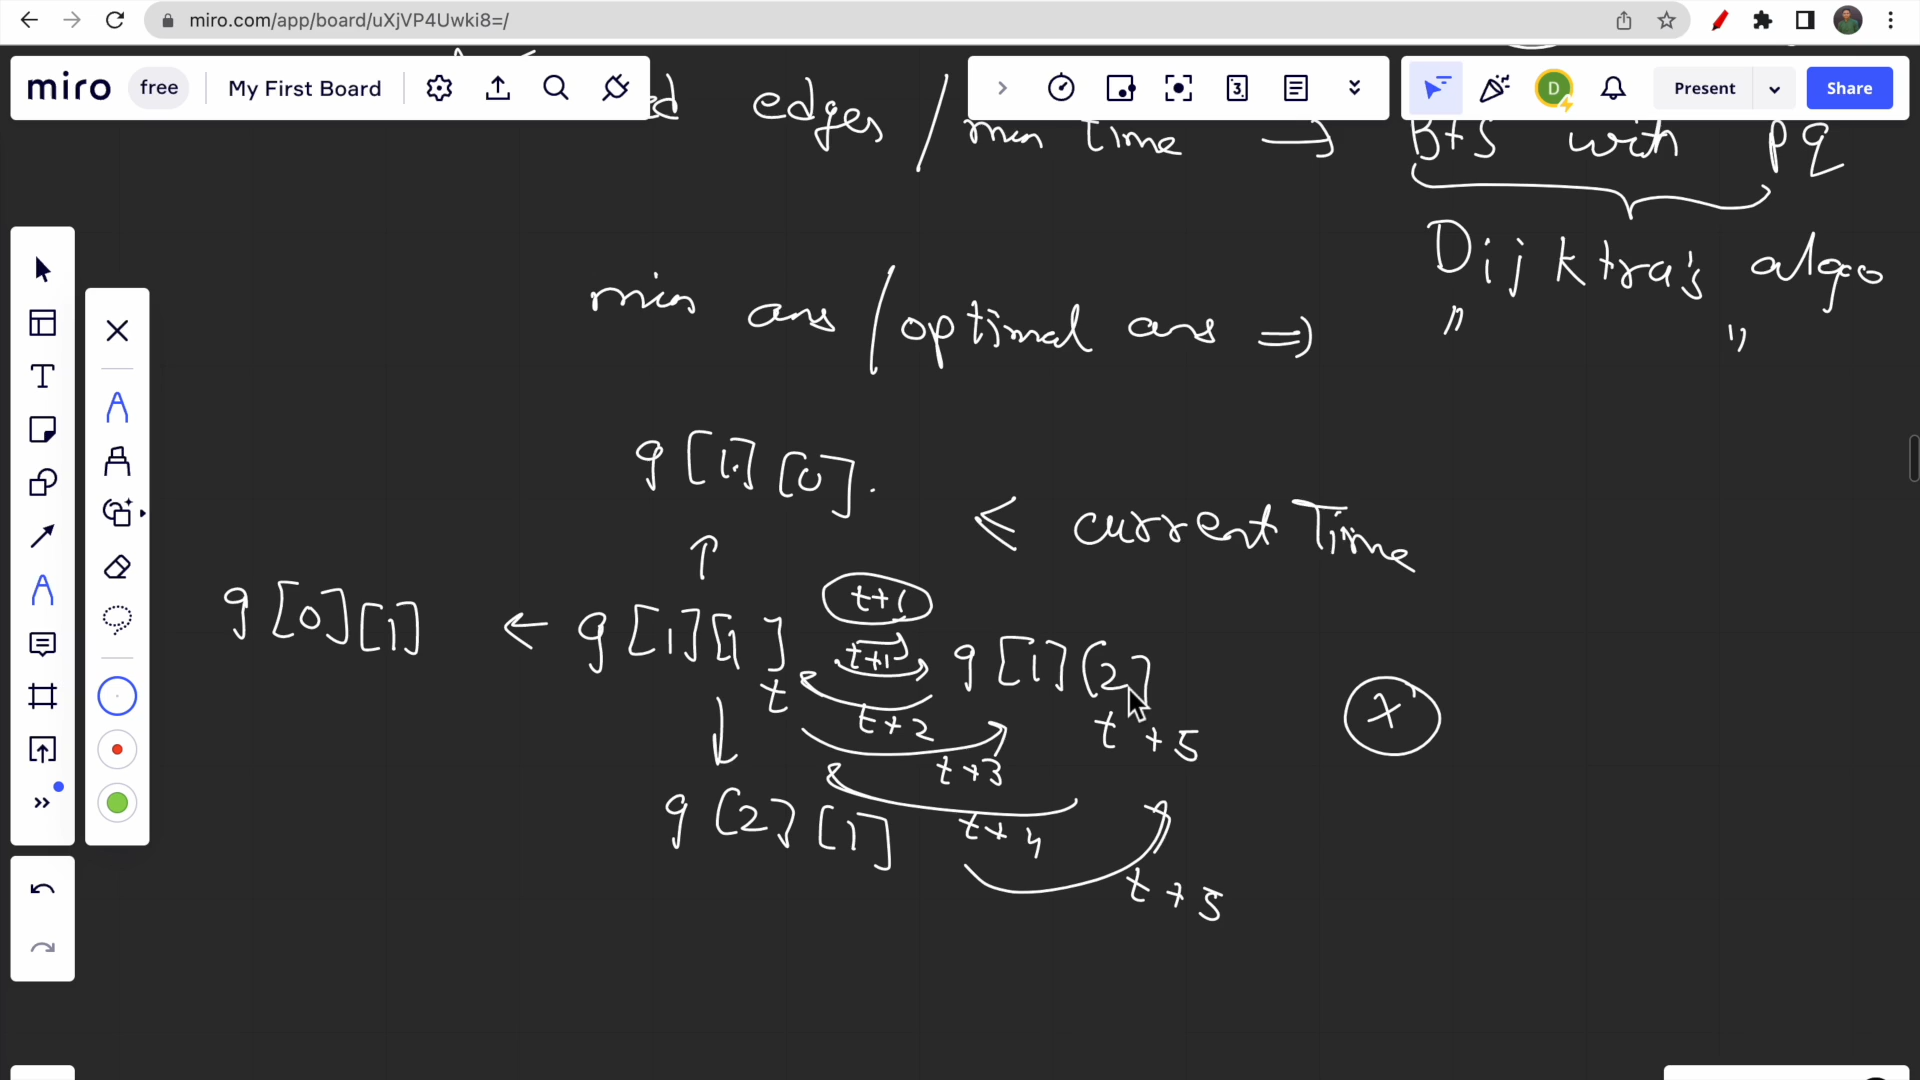 miro.com/app/board/uXjVP4Uwki8=/
miro free My First Board
3 D Present Share
edges / min time → BFS with pq
Dijktra's algo
min ans / optimal ans ⇒ " "
g[1][0].
< current Time
↑
g[0][1] ← g[1][1] t+1 t+1 g[1][2]
t t+2 t+5 x
t+3
g[2][1] t+4
t+5
T